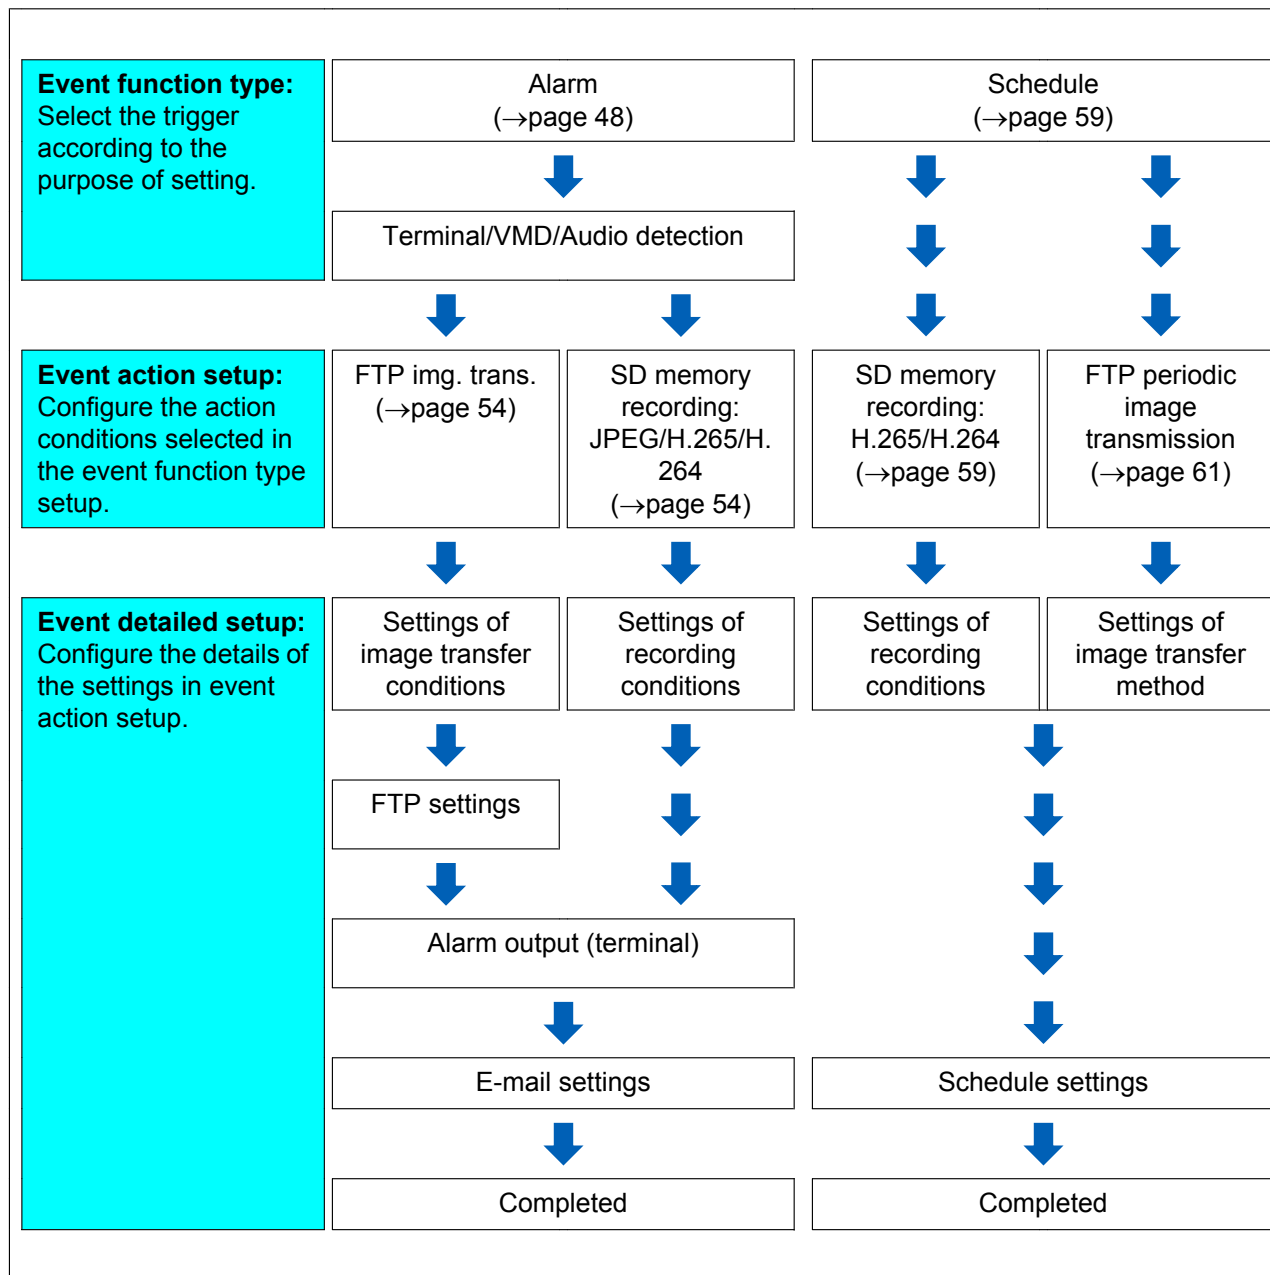 Event function type:
Select the trigger
according to the
purpose of setting.
Alarm
(→page 48)
Schedule
(→page 59)
Terminal/VMD/Audio detection
Event action setup:
Configure the action
conditions selected in
the event function type
setup.
FTP img. trans.
(→page 54)
SD memory
recording:
JPEG/H.265/H.
264
(→page 54)
SD memory
recording:
H.265/H.264
(→page 59)
FTP periodic
image
transmission
(→page 61)
Event detailed setup:
Configure the details of
the settings in event
action setup.
Settings of
image transfer
conditions
Settings of
recording
conditions
Settings of
recording
conditions
Settings of
image transfer
method
FTP settings
Alarm output (terminal)
E-mail settings
Schedule settings
Completed
Completed